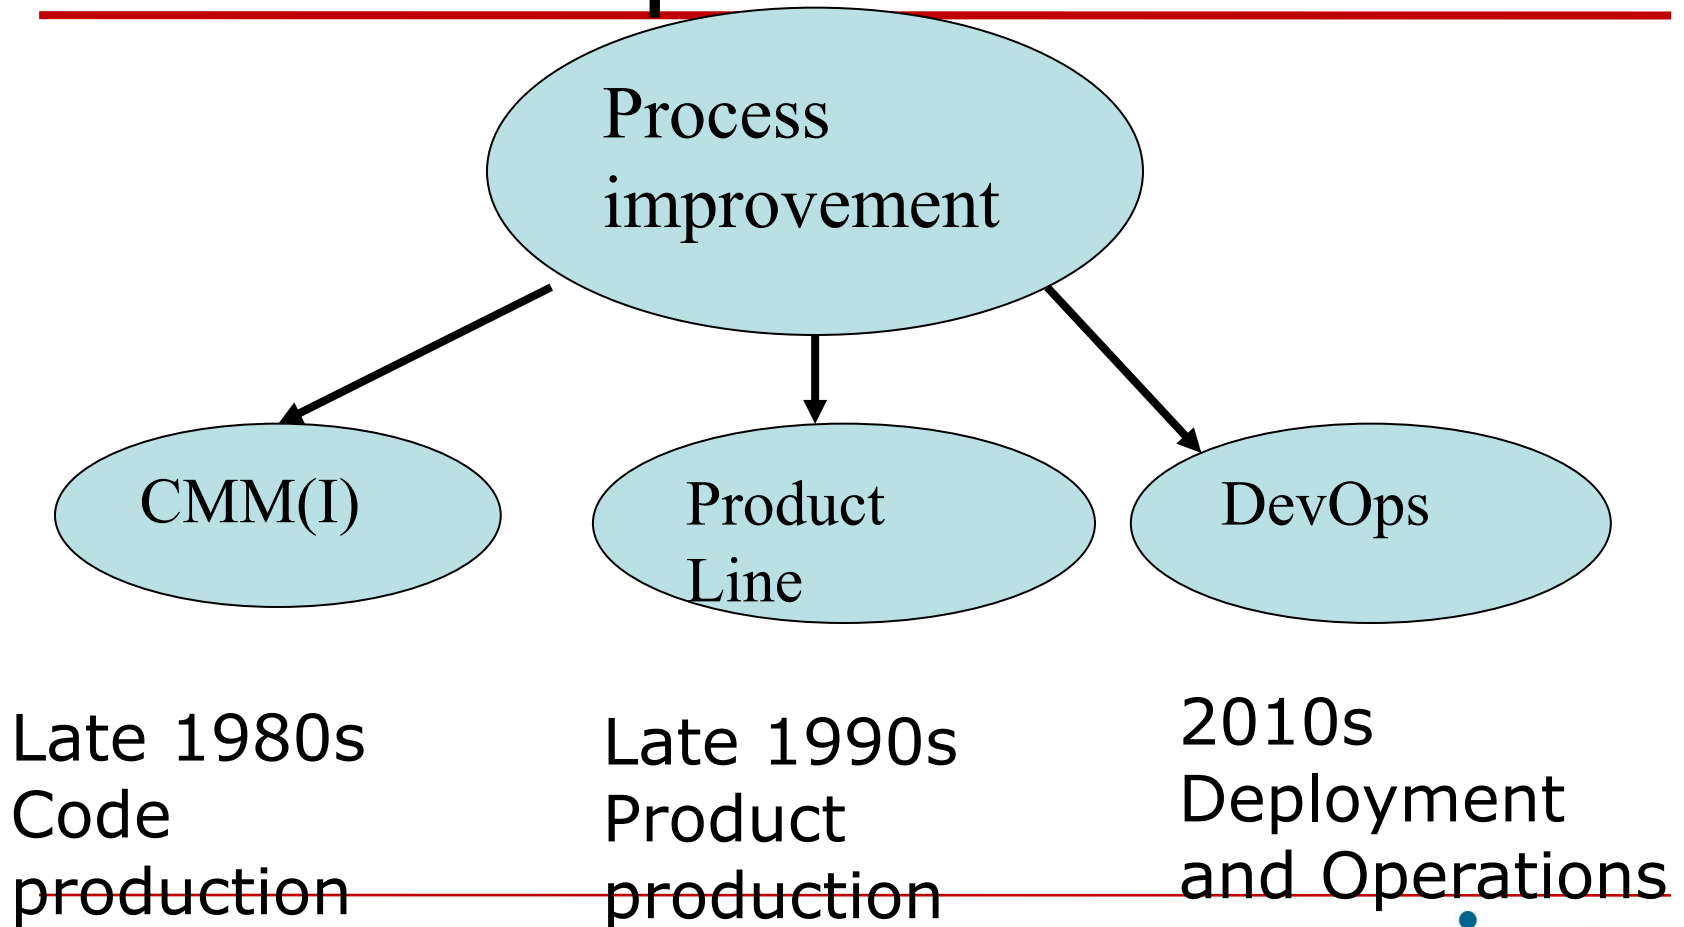 Process
improvement
CMM(I)
Product
Line
DevOps
Late 1980s
Code
production
Late 1990s
Product
production
2010s
Deployment
and Operations